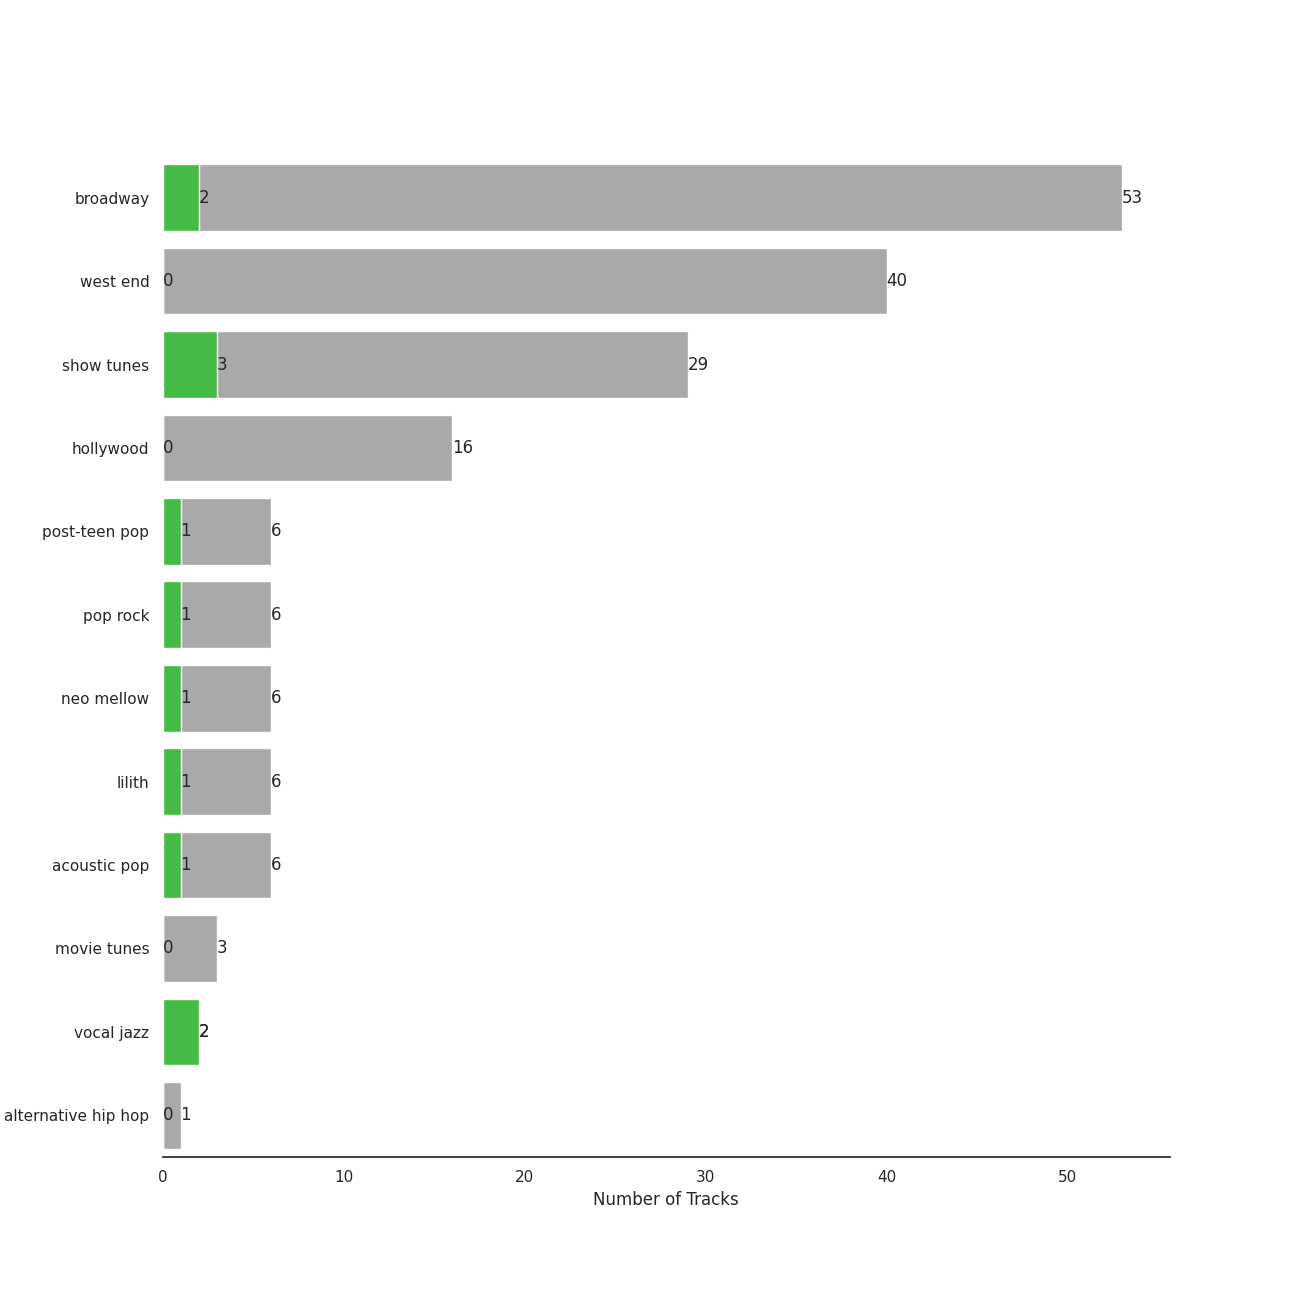 broadway 2 53
west end 0 40
show tunes 3 29
hollywood 0 16
post-teen pop 1 6
pop rock 1 6
neo mellow 1 6
lilith 1 6
acoustic pop 1 6
movie tunes 0 3
vocal jazz 2
alternative hip hop 0 1
0 10 20 30 40 50
Number of Tracks